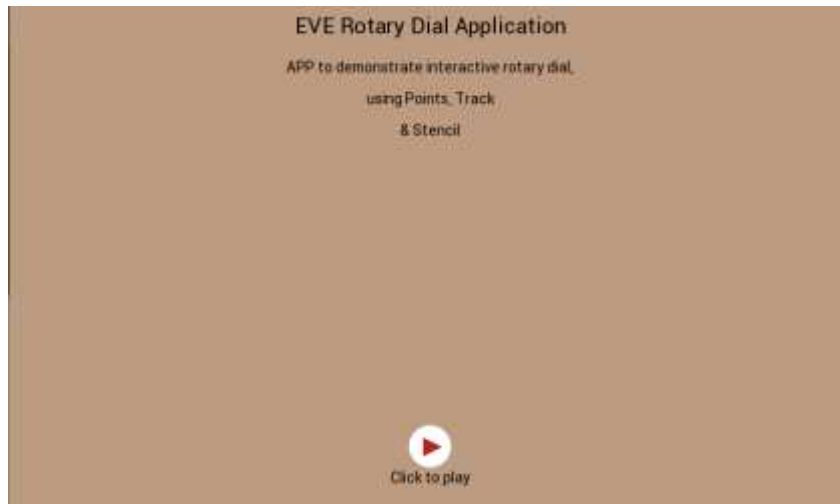 EVE Rotary Dial Application
APP to demonstrate interactive rotary dial,
using Points, Track
& Stencil
Click to play